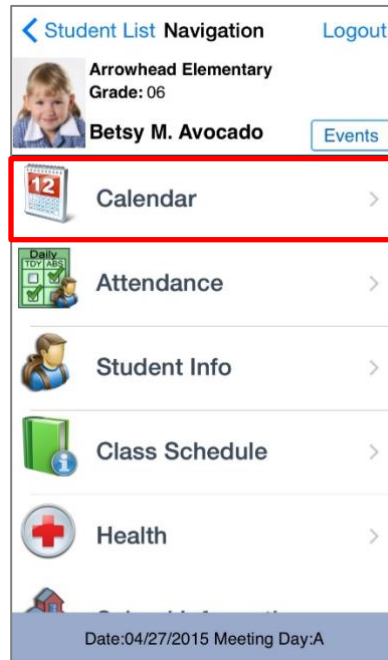 Student List Navigation Logout
Arrowhead Elementary
Grade: 06
Betsy M. Avocado Events
12
Calendar
Daily
TDY ABS
Attendance
Student Info
Class Schedule
Health
Date:04/27/2015 Meeting Day:A